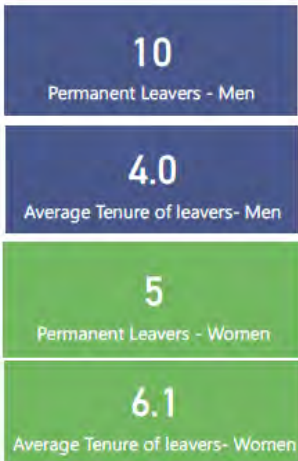 10
Permanent Leavers - Men
4.0
Average Tenure of leavers- Men
5
Permanent Leavers - Women
6.1
Average Tenure of leavers- Women